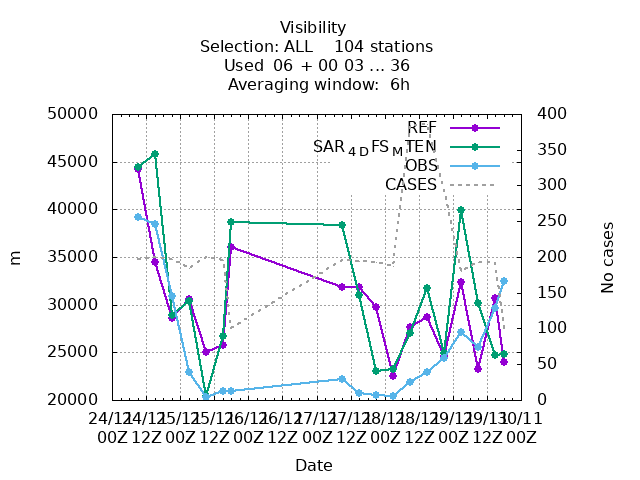 Visibility
Selection: ALL 104 stations
Used 06 + 00 03 ... 36
Averaging window: 6h
50000
45000
40000
35000
30000
25000
20000
m
400
350
300
250
200
150
100
50
0
No cases
REF
SAR4DFSMTEN
OBS
CASES
24/12 24/12 25/12 25/12 26/12 26/12 27/12 27/12 28/12 28/12 29/12 29/12 30/11
00Z 12Z 00Z 12Z 00Z 12Z 00Z 12Z 00Z 12Z 00Z 12Z 00Z
Date